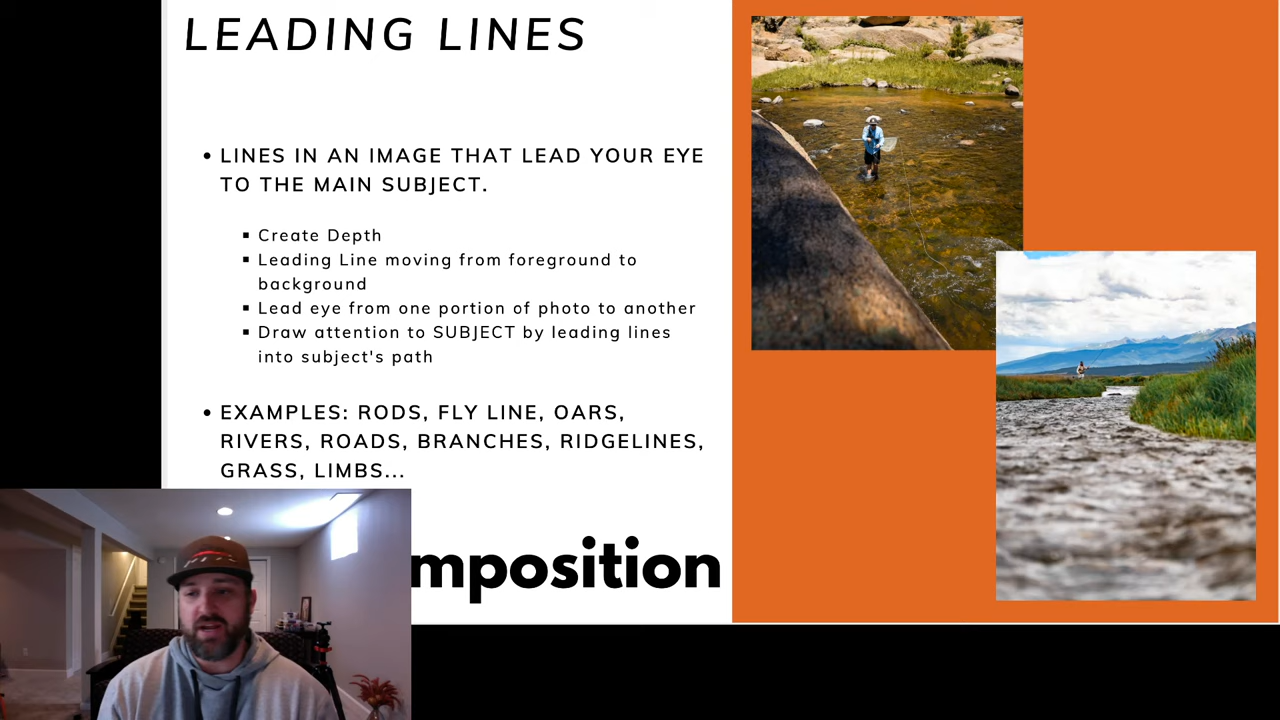 LEADING LINES
• LINES IN AN IMAGE THAT LEAD YOUR EYE
TO THE MAIN SUBJECT.
▪ Create Depth
▪ Leading Line moving from foreground to
background
▪ Lead eye from one portion of photo to another
▪ Draw attention to SUBJECT by leading lines
into subject's path
• EXAMPLES: RODS, FLY LINE, OARS,
RIVERS, ROADS, BRANCHES, RIDGELINES,
GRASS, LIMBS...
mposition